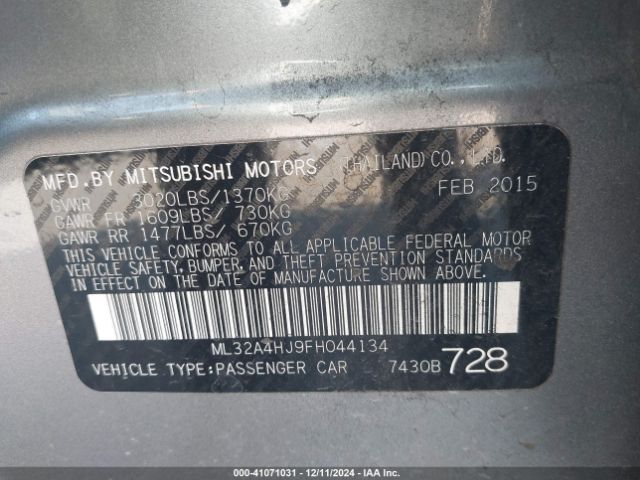 MFD.BY MITSUBISHI MOTORS (THAILAND)CO.,LTD.
GVWR 3020LBS/1370KG FEB 2015
GAWR FR 1609LBS/ 730KG
GAWR RR 1477LBS/ 670KG
THIS VEHICLE CONFORMS TO ALL APPLICABLE FEDERAL MOTOR
VEHICLE SAFETY,BUMPER,AND THEFT PREVENTION STANDARDS
IN EFFECT ON THE DATE OF MANUFACTURE SHOWN ABOVE.
ML32A4HJ9FH044134
VEHICLE TYPE:PASSENGER CAR 7430B 728
000-41071031 - 12/11/2024 - IAA Inc.